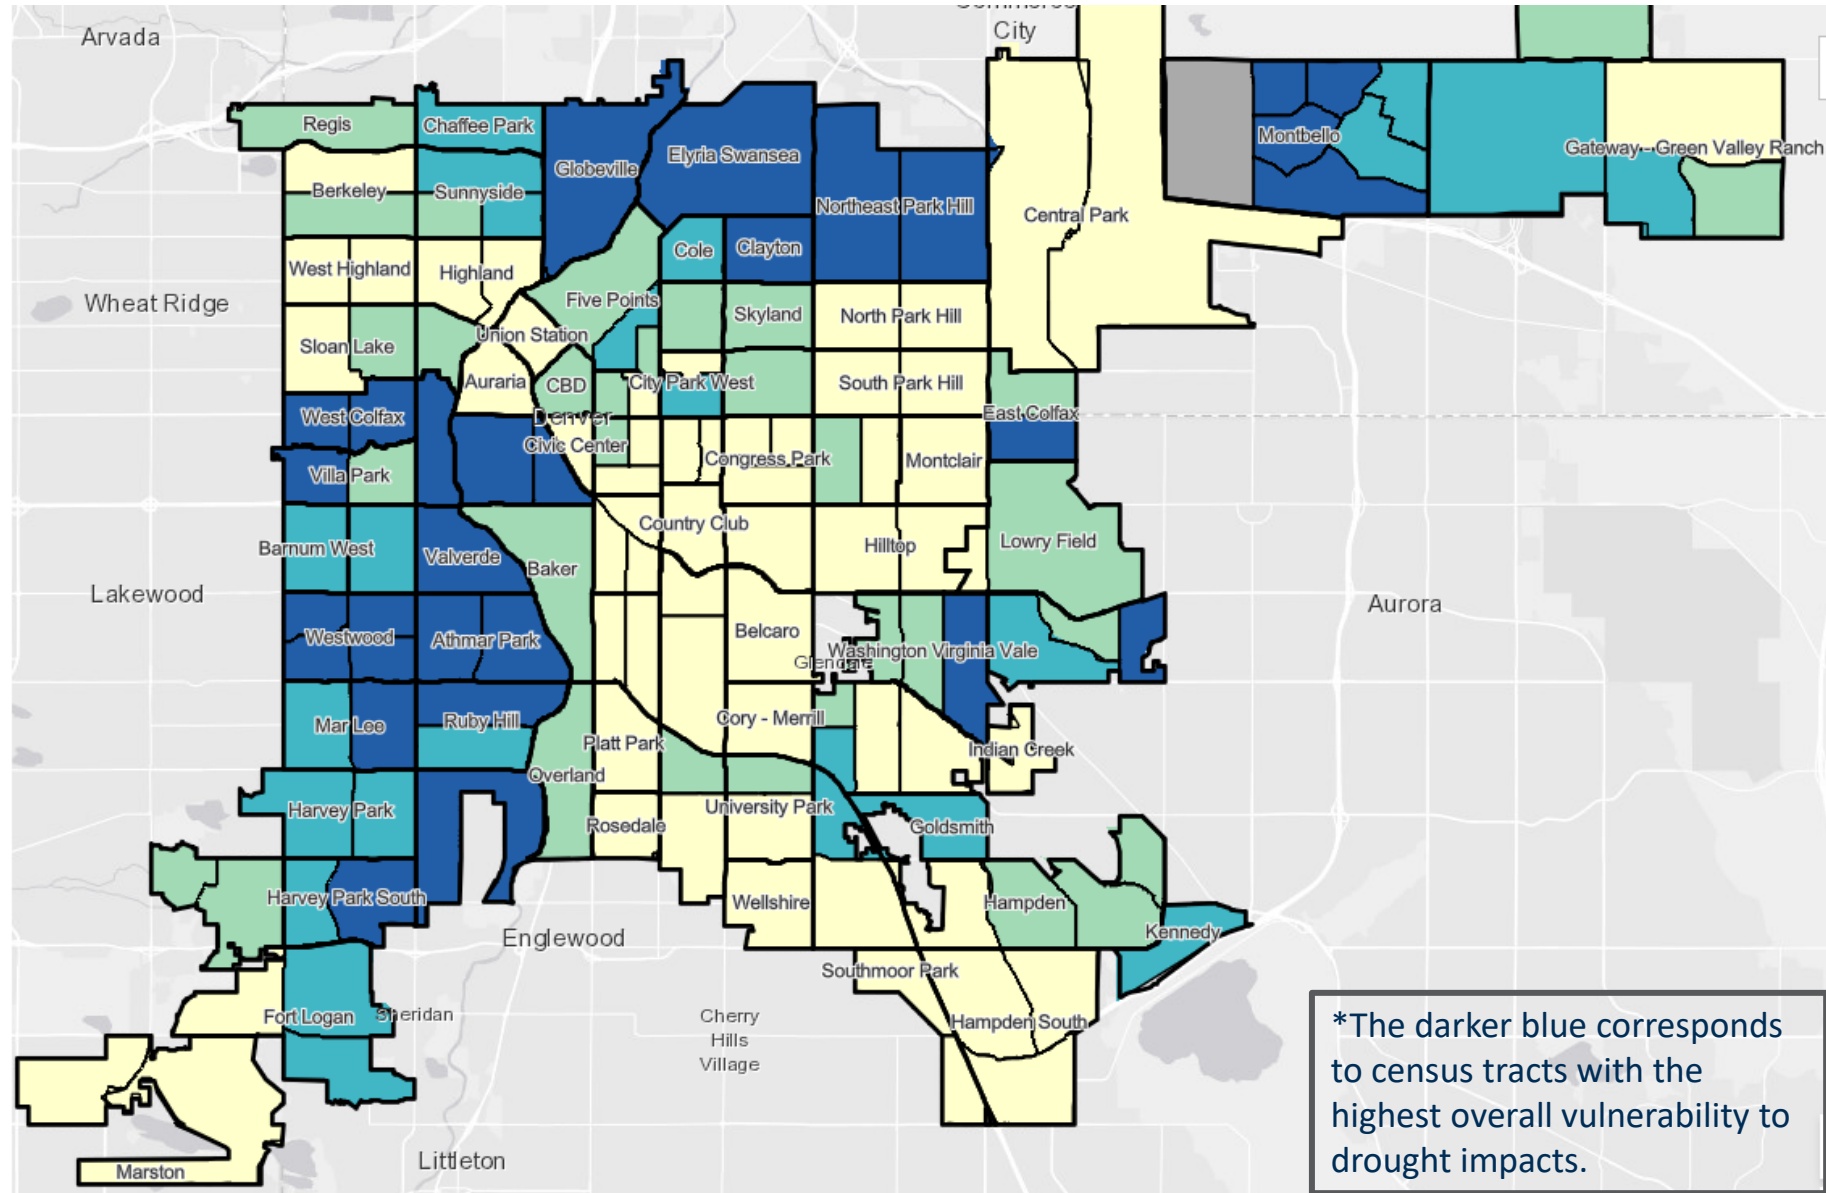 Commerce
City
Arvada
Regis
Chaffee Park
Globeville
Elyria Swansea
Montbello
Gateway - Green Valley Ranch
Berkeley
Sunnyside
Northeast Park Hill
Central Park
Cole
Clayton
West Highland
Highland
Wheat Ridge
Five Points
Skyland
North Park Hill
Union Station
Sloan Lake
Auraria
CBD
City Park West
South Park Hill
West Colfax
Denver
East Colfax
Civic Center
Congress Park
Montclair
Villa Park
Country Club
Barnum West
Valverde
Baker
Hilltop
Lowry Field
Lakewood
Aurora
Westwood
Athmar Park
Belcaro
Washington Virginia Vale
Glendale
Mar Lee
Ruby Hill
Cory - Merrill
Platt Park
Indian Creek
Overland
Harvey Park
University Park
Rosedale
Goldsmith
Harvey Park South
Wellshire
Hampden
Kennedy
Englewood
Southmoor Park
Fort Logan
Sheridan
Cherry
Hills
Village
Hampden South
*The darker blue corresponds
to census tracts with the
highest overall vulnerability to
drought impacts.
Littleton
Marston